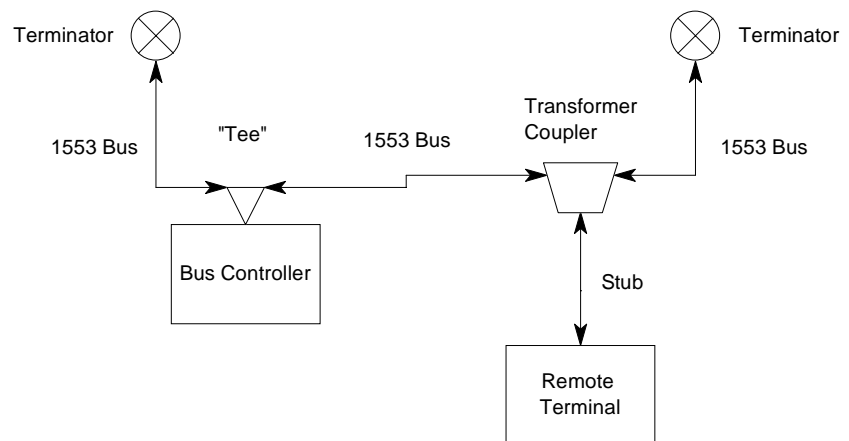 Terminator
Terminator
Transformer
Coupler
"Tee"
1553 Bus
1553 Bus
1553 Bus
Bus Controller
Stub
Remote
Terminal